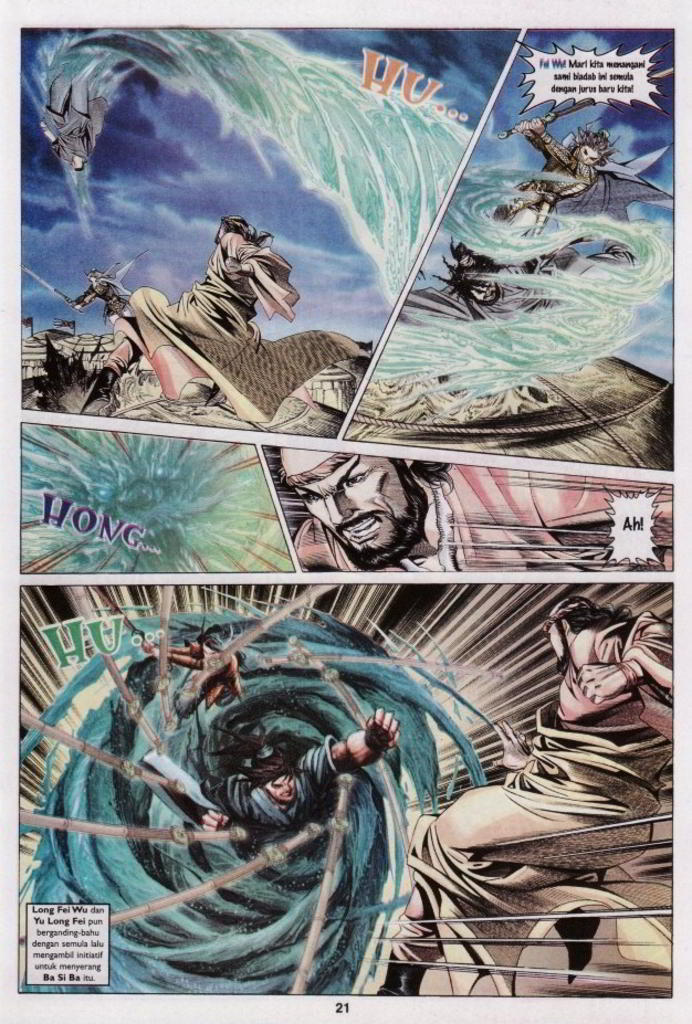 HU...
Fei Wu! Mari kita menangani
sami biadab ini semula
dengan jurus baru kita!
HONG...
Ah!
HU...
Long Fei Wu dan
Yu Long Fei pun
berganding-bahu
dengan semula lalu
mengambil initiatif
untuk menyerang
Ba Si Ba itu.
21